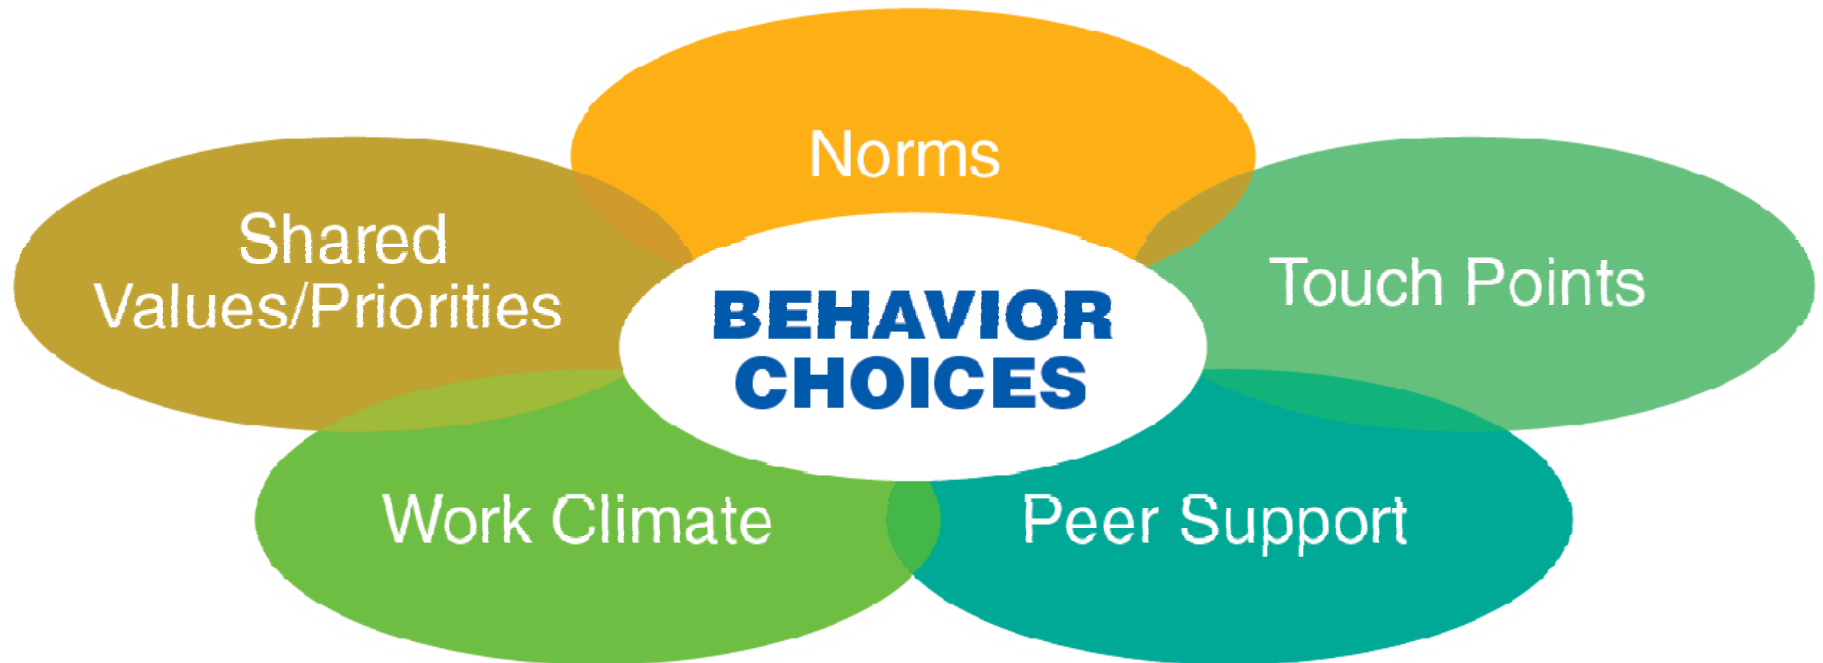 Norms
Shared
Values/Priorities
Touch Points
BEHAVIOR
CHOICES
Work Climate
Peer Support